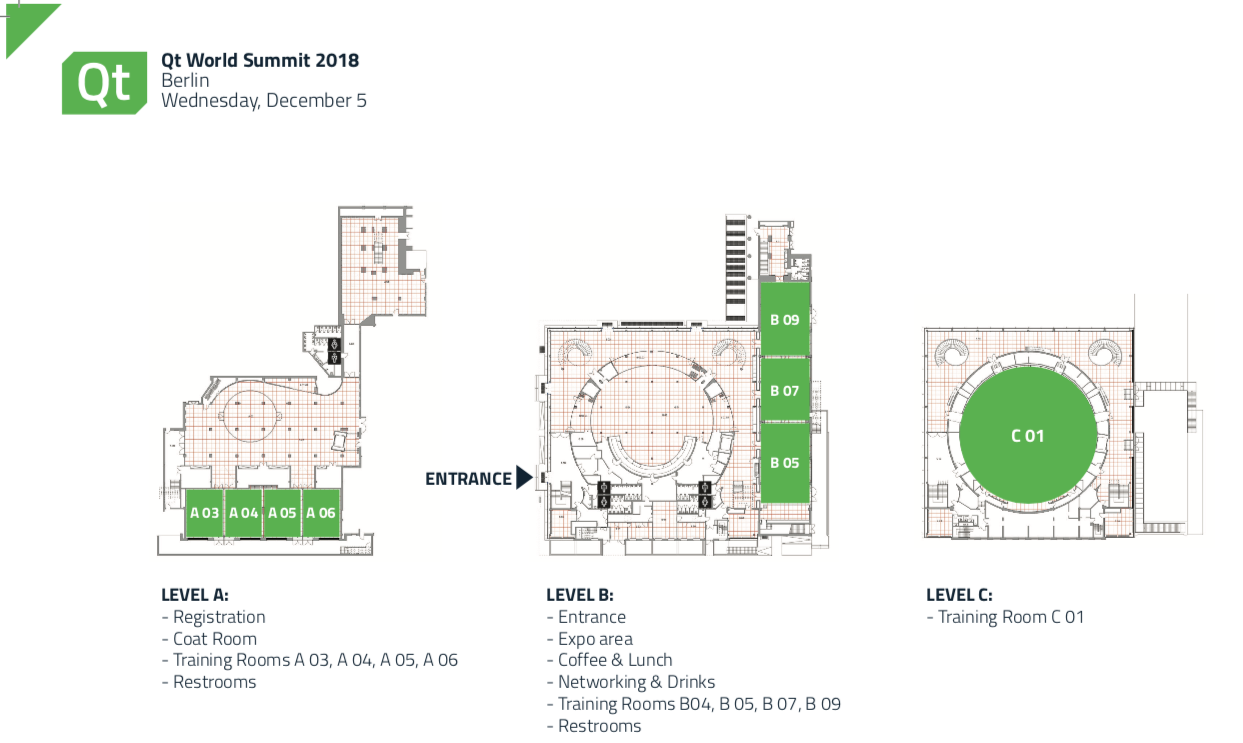 Qt
Qt World Summit 2018
Berlin
Wednesday, December 5
B 09
B 07
B 05
C 01
ENTRANCE
A 03 A 04 A 05 A 06
LEVEL A:
- Registration
- Coat Room
- Training Rooms A 03, A 04, A 05, A 06
- Restrooms
LEVEL B:
- Entrance
- Expo area
- Coffee & Lunch
- Networking & Drinks
- Training Rooms B04, B 05, B 07, B 09
- Restrooms
LEVEL C:
- Training Room C 01